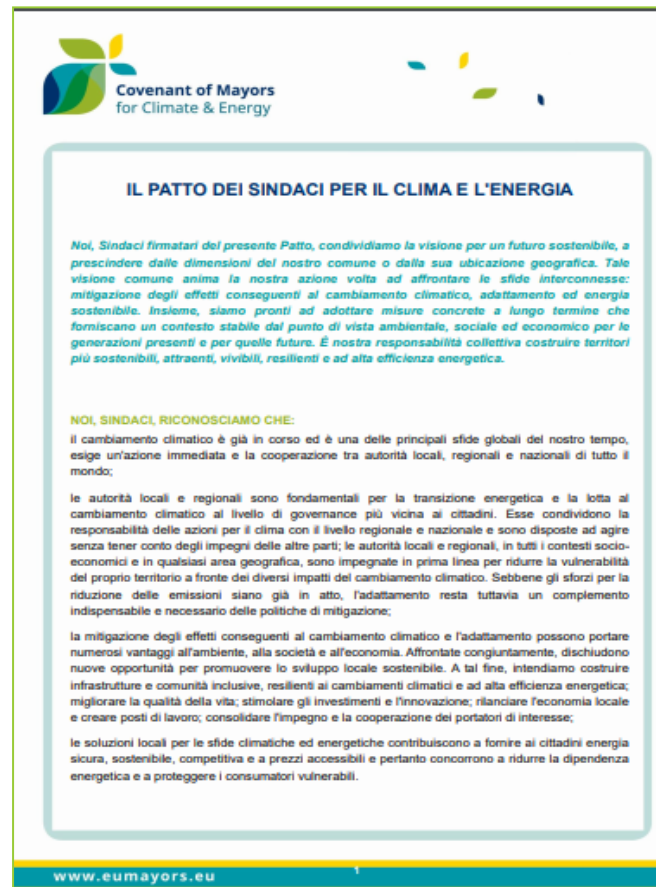 Covenant of Mayors
for Climate & Energy
IL PATTO DEI SINDACI PER IL CLIMA E L'ENERGIA
Noi, Sindaci firmatari del presente Patto, condividiamo la visione per un futuro sostenibile, a
prescindere dalle dimensioni del nostro comune o dalla sua ubicazione geografica. Tale
visione comune anima la nostra azione volta ad affrontare le sfide interconnesse:
mitigazione degli effetti conseguenti al cambiamento climatico, adattamento ed energia
sostenibile. Insieme, siamo pronti ad adottare misure concrete a lungo termine che
forniscano un contesto stabile dal punto di vista ambientale, sociale ed economico per le
generazioni presenti e per quelle future. È nostra responsabilità collettiva costruire territori
più sostenibili, attraenti, vivibili, resilienti e ad alta efficienza energetica.
NOI, SINDACI, RICONOSCIAMO CHE:
il cambiamento climatico è già in corso ed è una delle principali sfide globali del nostro tempo,
esige un'azione immediata e la cooperazione tra autorità locali, regionali e nazionali di tutto il
mondo;
le autorità locali e regionali sono fondamentali per la transizione energetica e la lotta al
cambiamento climatico al livello di governance più vicina ai cittadini. Esse condividono la
responsabilità delle azioni per il clima con il livello regionale e nazionale e sono disposte ad agire
senza tener conto degli impegni delle altre parti; le autorità locali e regionali, in tutti i contesti socio-
economici e in qualsiasi area geografica, sono impegnate in prima linea per ridurre la vulnerabilità
del proprio territorio a fronte dei diversi impatti del cambiamento climatico. Sebbene gli sforzi per la
riduzione delle emissioni siano già in atto, l'adattamento resta tuttavia un complemento
indispensabile e necessario delle politiche di mitigazione;
la mitigazione degli effetti conseguenti al cambiamento climatico e l'adattamento possono portare
numerosi vantaggi all'ambiente, alla società e all'economia. Affrontate congiuntamente, dischiudono
nuove opportunità per promuovere lo sviluppo locale sostenibile. A tal fine, intendiamo costruire
infrastrutture e comunità inclusive, resilienti ai cambiamenti climatici e ad alta efficienza energetica;
migliorare la qualità della vita; stimolare gli investimenti e l'innovazione; rilanciare l'economia locale
e creare posti di lavoro; consolidare l'impegno e la cooperazione dei portatori di interesse;
le soluzioni locali per le sfide climatiche ed energetiche contribuiscono a fornire ai cittadini energia
sicura, sostenibile, competitiva e a prezzi accessibili e pertanto concorrono a ridurre la dipendenza
energetica e a proteggere i consumatori vulnerabili.
www.eumayors.eu
1